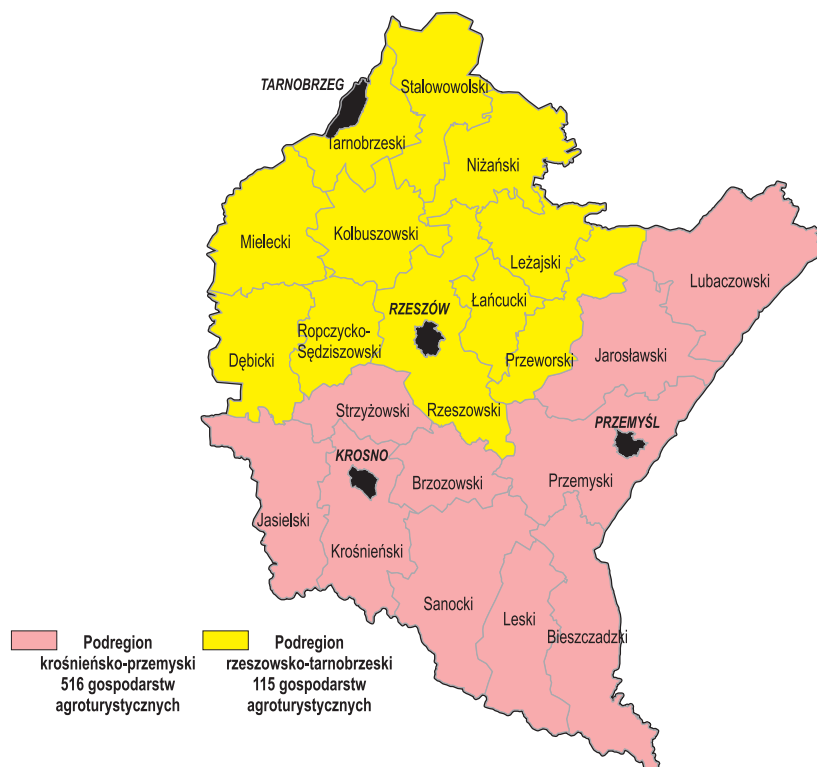 TARNOBRZEG
Stalowowolski
Tarnobrzeski
Niżański
Kolbuszowski
Mielecki
Leżajski
Lubaczowski
Łańcucki
RZESZÓW
Ropczycko-
Sędziszowski
Dębicki
Przeworski
Jarosławski
Strzyżowski
Rzeszowski
PRZEMYŚL
KROSNO
Brzozowski
Przemyski
Jasielski
Krośnieński
Sanocki
Leski
Bieszczadzki
Podregion
krośnieńsko-przemyski
516 gospodarstw
agroturystycznych
Podregion
rzeszowsko-tarnobrzeski
115 gospodarstw
agroturystycznych